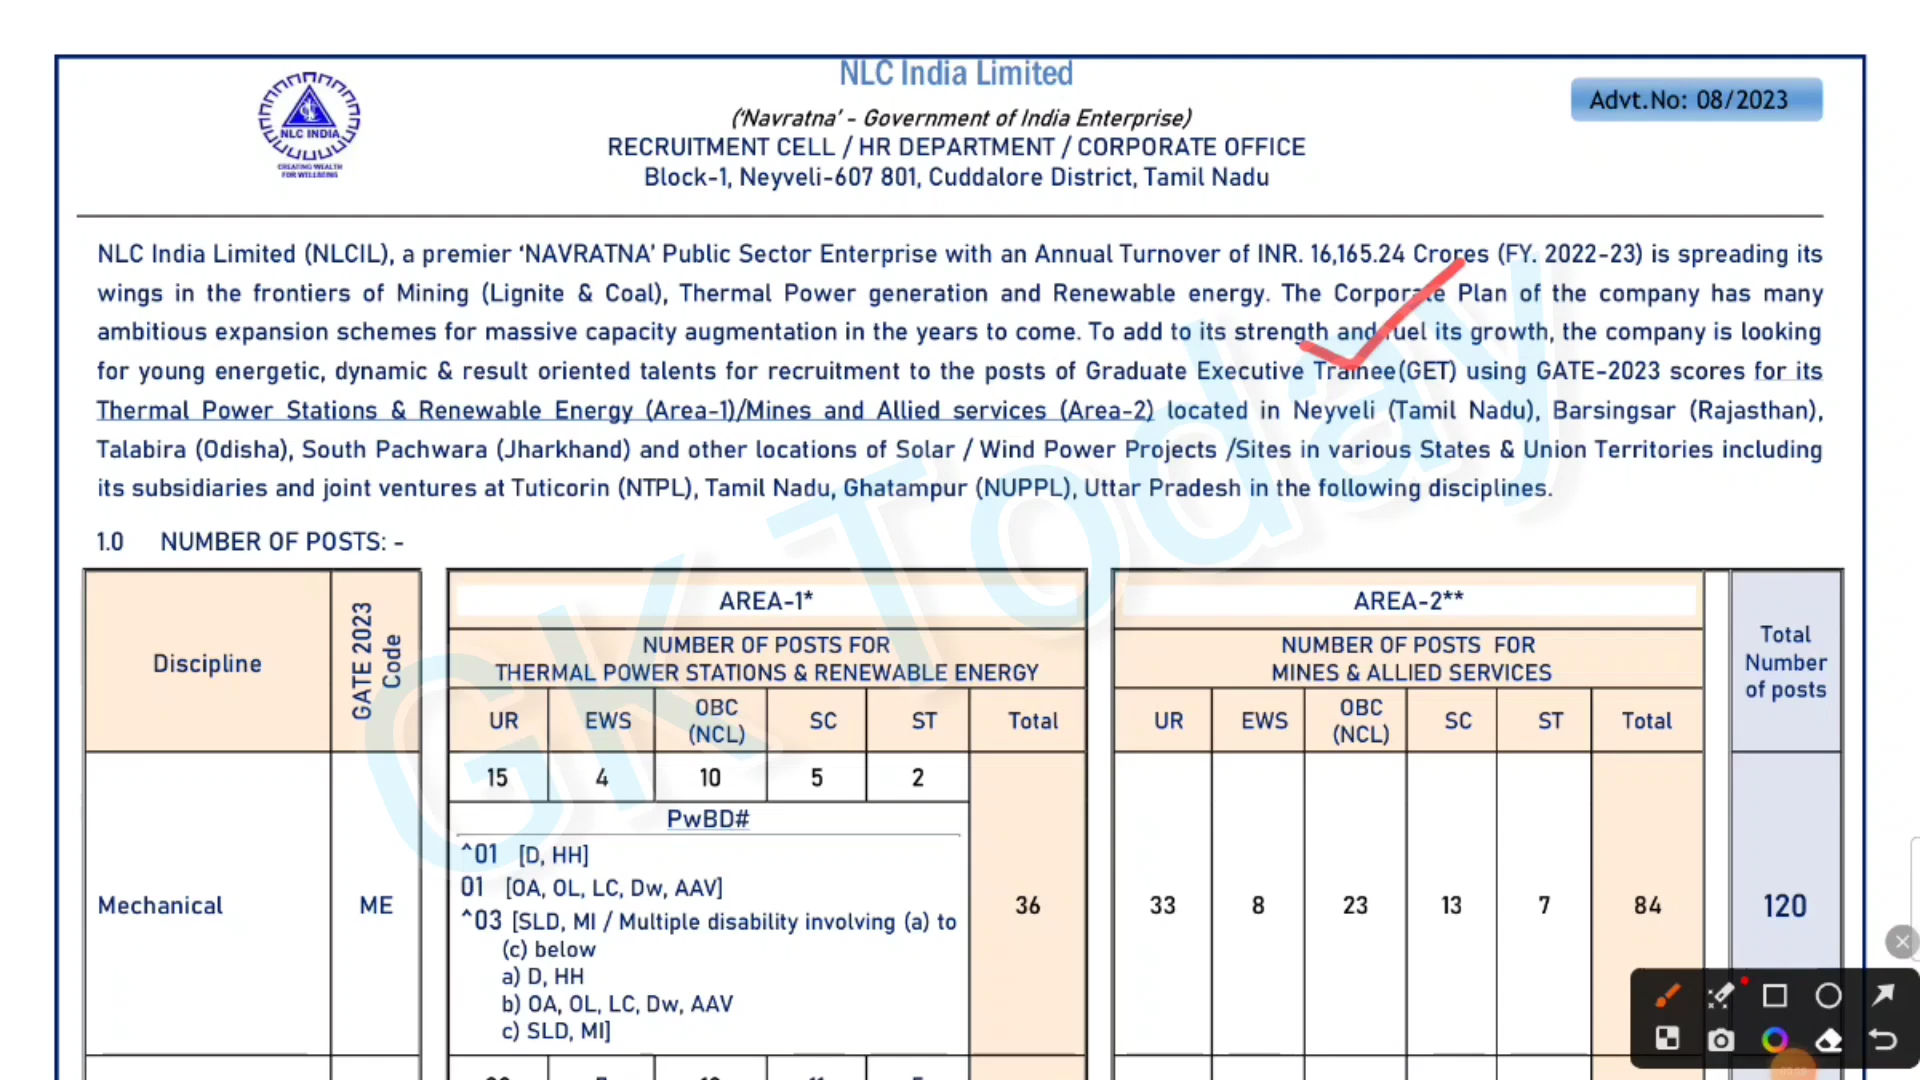 NLC India Limited
Advt.No: 08/2023
('Navratna' - Government of India Enterprise)
RECRUITMENT CELL / HR DEPARTMENT / CORPORATE OFFICE
Block-1, Neyveli-607 801, Cuddalore District, Tamil Nadu
NLC INDIA
CREATING WEALTH
FOR WELLBEING
NLC India Limited (NLCIL), a premier ‘NAVRATNA’ Public Sector Enterprise with an Annual Turnover of INR. 16,165.24 Crores (FY. 2022-23) is spreading its
wings in the frontiers of Mining (Lignite & Coal), Thermal Power generation and Renewable energy. The Corporate Plan of the company has many
ambitious expansion schemes for massive capacity augmentation in the years to come. To add to its strength and fuel its growth, the company is looking
for young energetic, dynamic & result oriented talents for recruitment to the posts of Graduate Executive Trainee(GET) using GATE-2023 scores for its
Thermal Power Stations & Renewable Energy (Area-1)/Mines and Allied services (Area-2) located in Neyveli (Tamil Nadu), Barsingsar (Rajasthan),
Talabira (Odisha), South Pachwara (Jharkhand) and other locations of Solar / Wind Power Projects /Sites in various States & Union Territories including
its subsidiaries and joint ventures at Tuticorin (NTPL), Tamil Nadu, Ghatampur (NUPPL), Uttar Pradesh in the following disciplines.
GK Today
1.0 NUMBER OF POSTS: -
Discipline
GATE 2023
Code
AREA-1*
NUMBER OF POSTS FOR
THERMAL POWER STATIONS & RENEWABLE ENERGY
UR EWS OBC (NCL) SC ST Total
AREA-2**
NUMBER OF POSTS FOR
MINES & ALLIED SERVICES
UR EWS OBC (NCL) SC ST Total
Total
Number
of posts
Mechanical ME
15 4 10 5 2
PwBD#
^01 [D, HH]
01 [OA, OL, LC, Dw, AAV]
^03 [SLD, MI / Multiple disability involving (a) to
(c) below
a) D, HH
b) OA, OL, LC, Dw, AAV
c) SLD, MI]
36
33 8 23 13 7 84
120